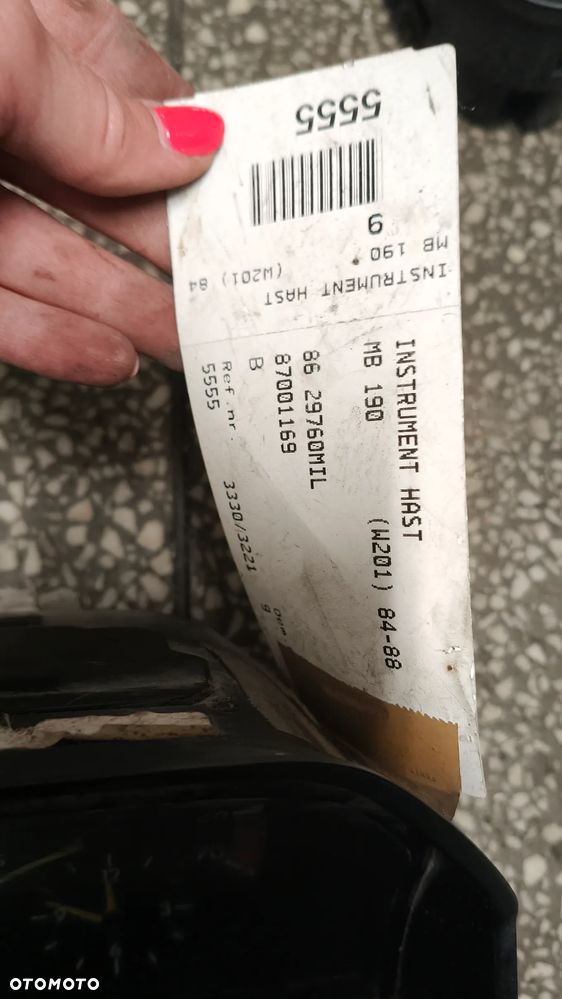 5555
9
INSTRUMENT HAST
MB 190 (W201) 84
INSTRUMENT HAST
MB 190 (W201) 84-88
86 29760MIL
87001169
B
Ref.nr. 3330/3221
5555
OTOMOTO